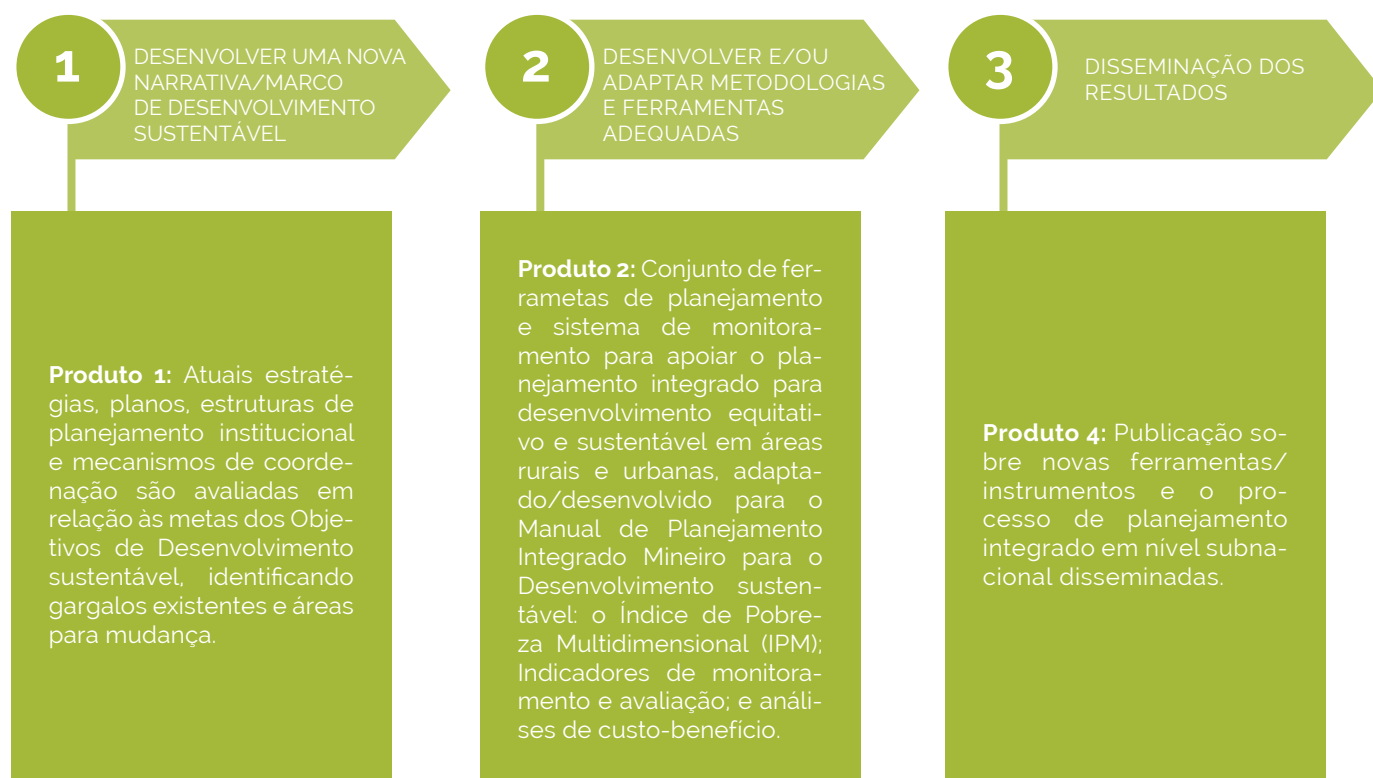 1
DESENVOLVER UMA NOVA
NARRATIVA/MARCO
DE DESENVOLVIMENTO
SUSTENTÁVEL
Produto 1: Atuais estraté-
gias, planos, estruturas de
planejamento institucional
e mecanismos de coorde-
nação são avaliadas em
relação às metas dos Obje-
tivos de Desenvolvimento
sustentável, identificando
gargalos existentes e áreas
para mudança.
2
DESENVOLVER E/OU
ADAPTAR METODOLOGIAS
E FERRAMENTAS
ADEQUADAS
Produto 2: Conjunto de fer-
rametas de planejamento
e sistema de monitora-
mento para apoiar o pla-
nejamento integrado para
desenvolvimento equitati-
vo e sustentável em áreas
rurais e urbanas, adapta-
do/desenvolvido para o
Manual de Planejamento
Integrado Mineiro para o
Desenvolvimento susten-
tável: o Índice de Pobre-
za Multidimensional (IPM);
Indicadores de monitora-
mento e avaliação; e análi-
ses de custo-benefício.
3
DISSEMINAÇÃO DOS
RESULTADOS
Produto 4: Publicação so-
bre novas ferramentas/
instrumentos e o pro-
cesso de planejamento
integrado em nível subna-
cional disseminadas.